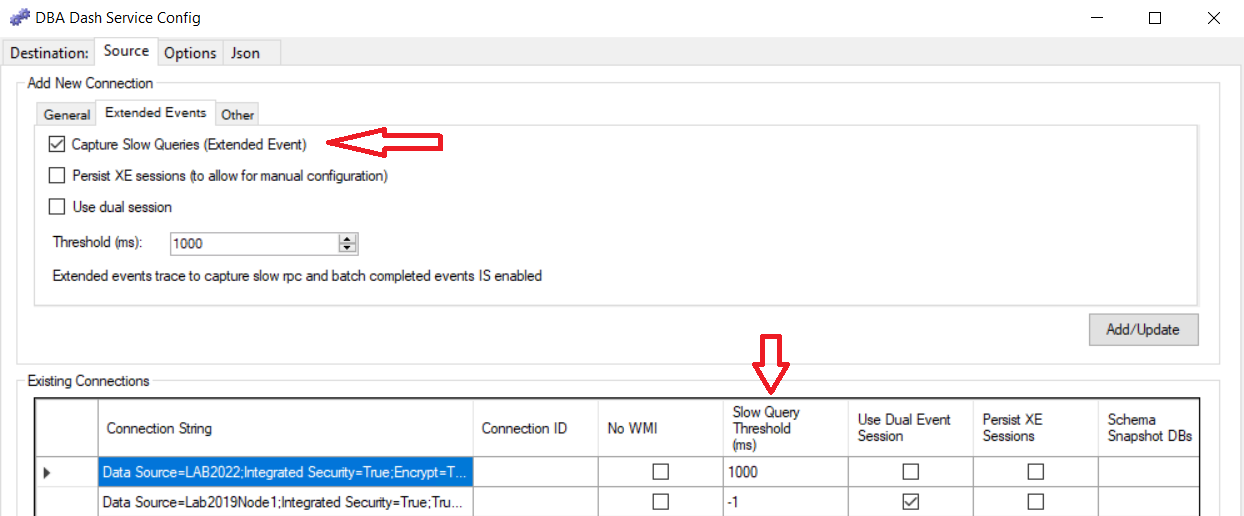 DBA Dash Service Config
Destination: Source Options Json
Add New Connection
General Extended Events Other
Capture Slow Queries (Extended Event)
Persist XE sessions (to allow for manual configuration)
Use dual session
Threshold (ms): 1000
Extended events trace to capture slow rpc and batch completed events IS enabled
Add/Update
Existing Connections
Connection String
Connection ID
No WMI
Slow Query
Threshold
(ms)
Use Dual Event
Session
Persist XE
Sessions
Schema
Snapshot DBs
Data Source=LAB2022;Integrated Security=True;Encrypt=T... 1000
Data Source=Lab2019Node1;Integrated Security=True;Tru... -1